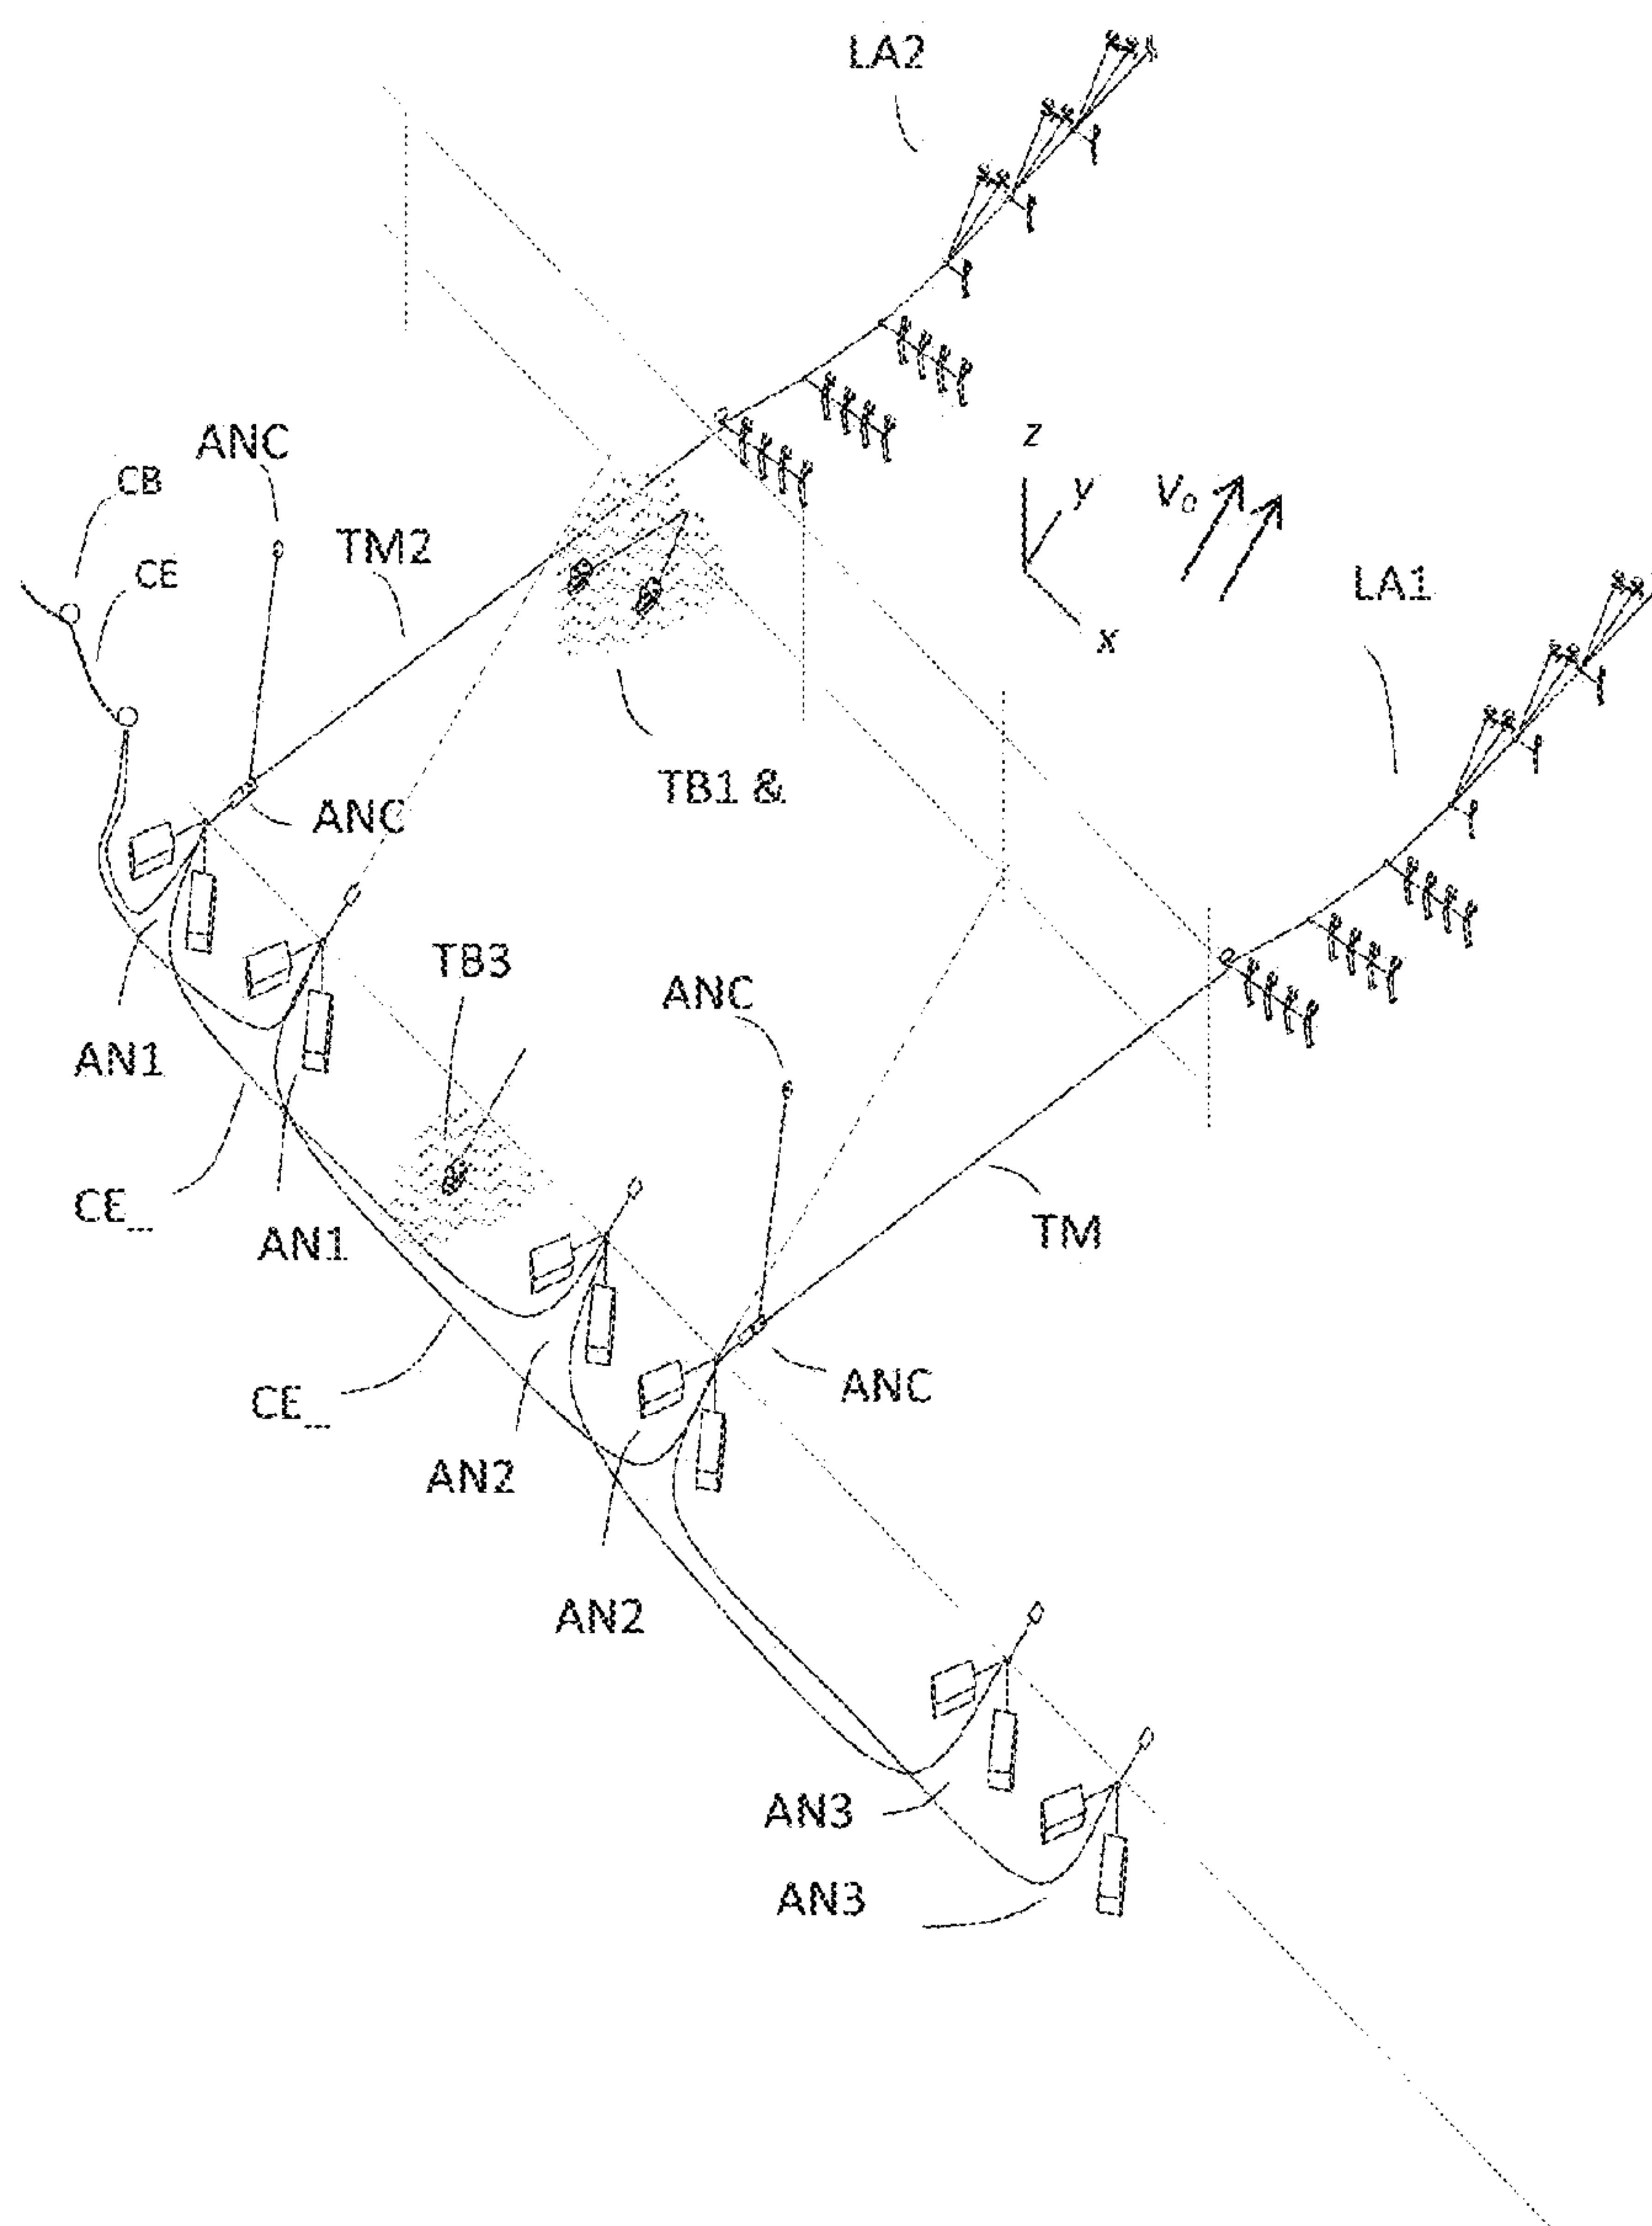 LA2
ANC
CB
z
y
V₀
TM2
CE
LA1
x
TB1 &
ANC
TB3
ANC
AN1
CE_
TM
AN1
ANC
CE_
AN2
AN2
AN3
AN3